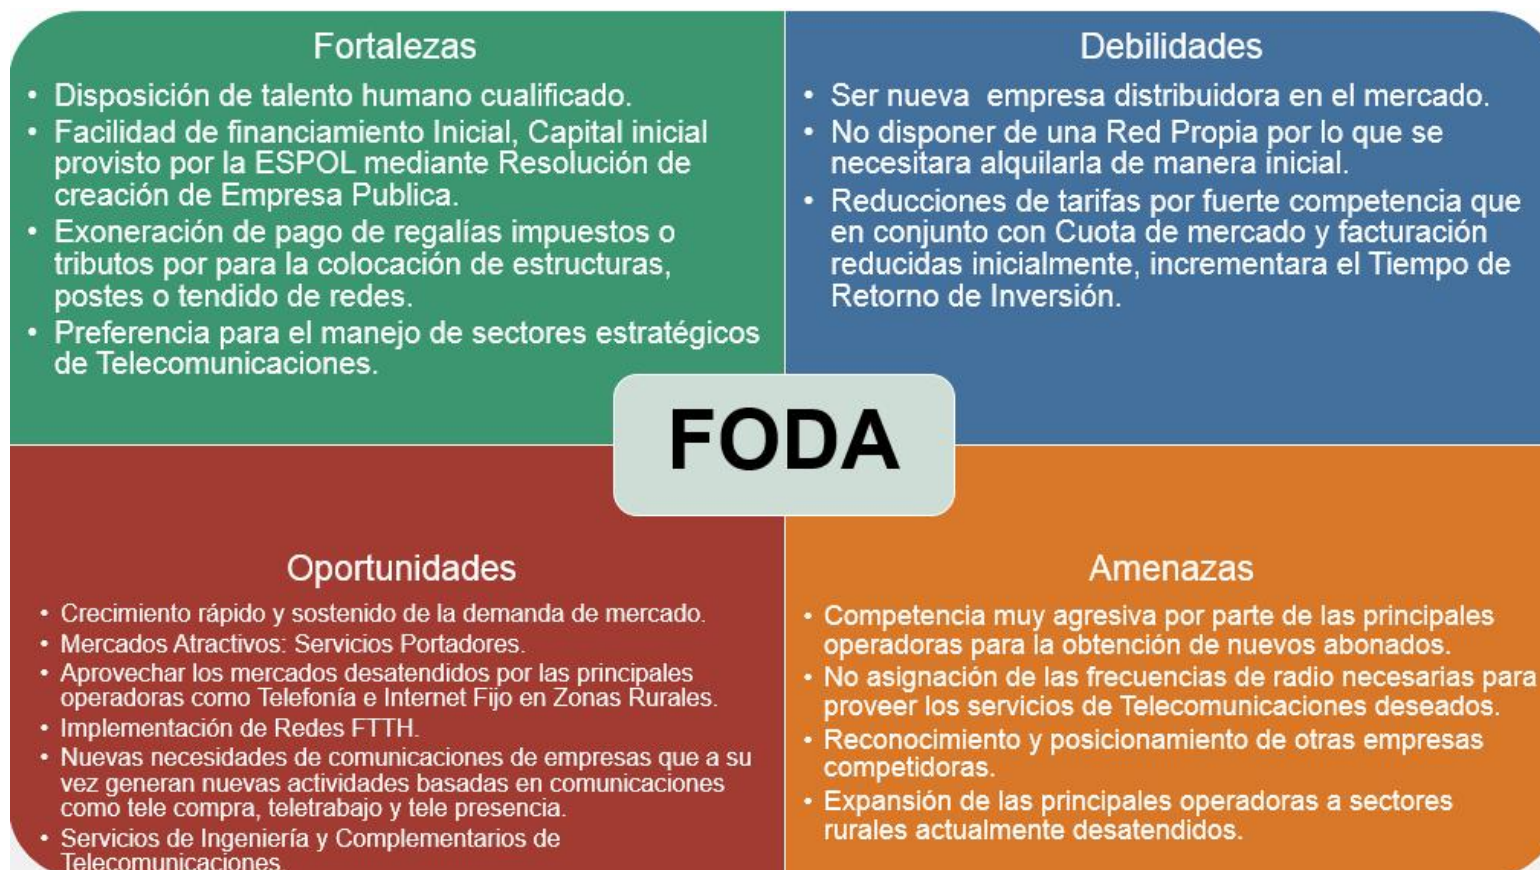 Fortalezas
• Disposición de talento humano cualificado.
• Facilidad de financiamiento Inicial, Capital inicial
provisto por la ESPOL mediante Resolución de
creación de Empresa Publica.
• Exoneración de pago de regalías impuestos o
tributos por para la colocación de estructuras,
postes o tendido de redes.
• Preferencia para el manejo de sectores estratégicos
de Telecomunicaciones.
Debilidades
• Ser nueva  empresa distribuidora en el mercado.
• No disponer de una Red Propia por lo que se
necesitara alquilarla de manera inicial.
• Reducciones de tarifas por fuerte competencia que
en conjunto con Cuota de mercado y facturación
reducidas inicialmente, incrementara el Tiempo de
Retorno de Inversión.
FODA
Oportunidades
• Crecimiento rápido y sostenido de la demanda de mercado.
• Mercados Atractivos: Servicios Portadores.
• Aprovechar los mercados desatendidos por las principales
operadoras como Telefonía e Internet Fijo en Zonas Rurales.
• Implementación de Redes FTTH.
• Nuevas necesidades de comunicaciones de empresas que a su
vez generan nuevas actividades basadas en comunicaciones
como tele compra, teletrabajo y tele presencia.
• Servicios de Ingeniería y Complementarios de
Telecomunicaciones.
Amenazas
• Competencia muy agresiva por parte de las principales
operadoras para la obtención de nuevos abonados.
• No asignación de las frecuencias de radio necesarias para
proveer los servicios de Telecomunicaciones deseados.
• Reconocimiento y posicionamiento de otras empresas
competidoras.
• Expansión de las principales operadoras a sectores
rurales actualmente desatendidos.